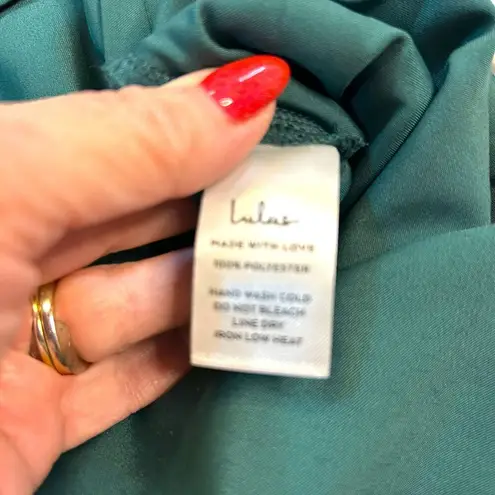 Lulus
MADE WITH LOVE
100% POLYESTER
HAND WASH COLD
DO NOT BLEACH
LINE DRY
IRON LOW HEAT